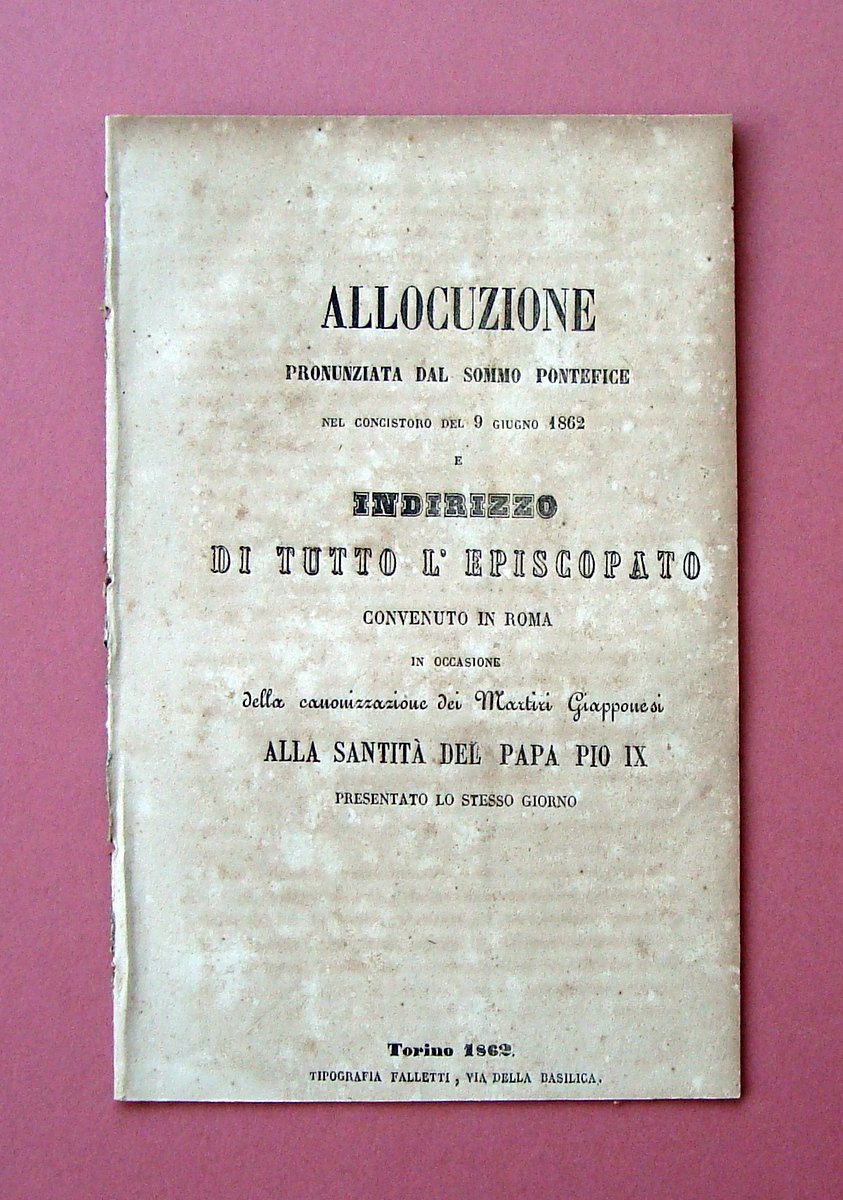 ALLOCUZIONE
PRONUNZIATA DAL SOMMO PONTEFICE
NEL CONCISTORO DEL 9 GIUGNO 1862
E
INDIRIZZO
DI TUTTO L' EPISCOPATO
CONVENUTO IN ROMA
IN OCCASIONE
della canonizzazione dei Martiri Giapponesi
ALLA SANTITÀ DEL PAPA PIO IX
PRESENTATO LO STESSO GIORNO
Torino 1862.
TIPOGRAFIA FALLETTI, VIA DELLA BASILICA.